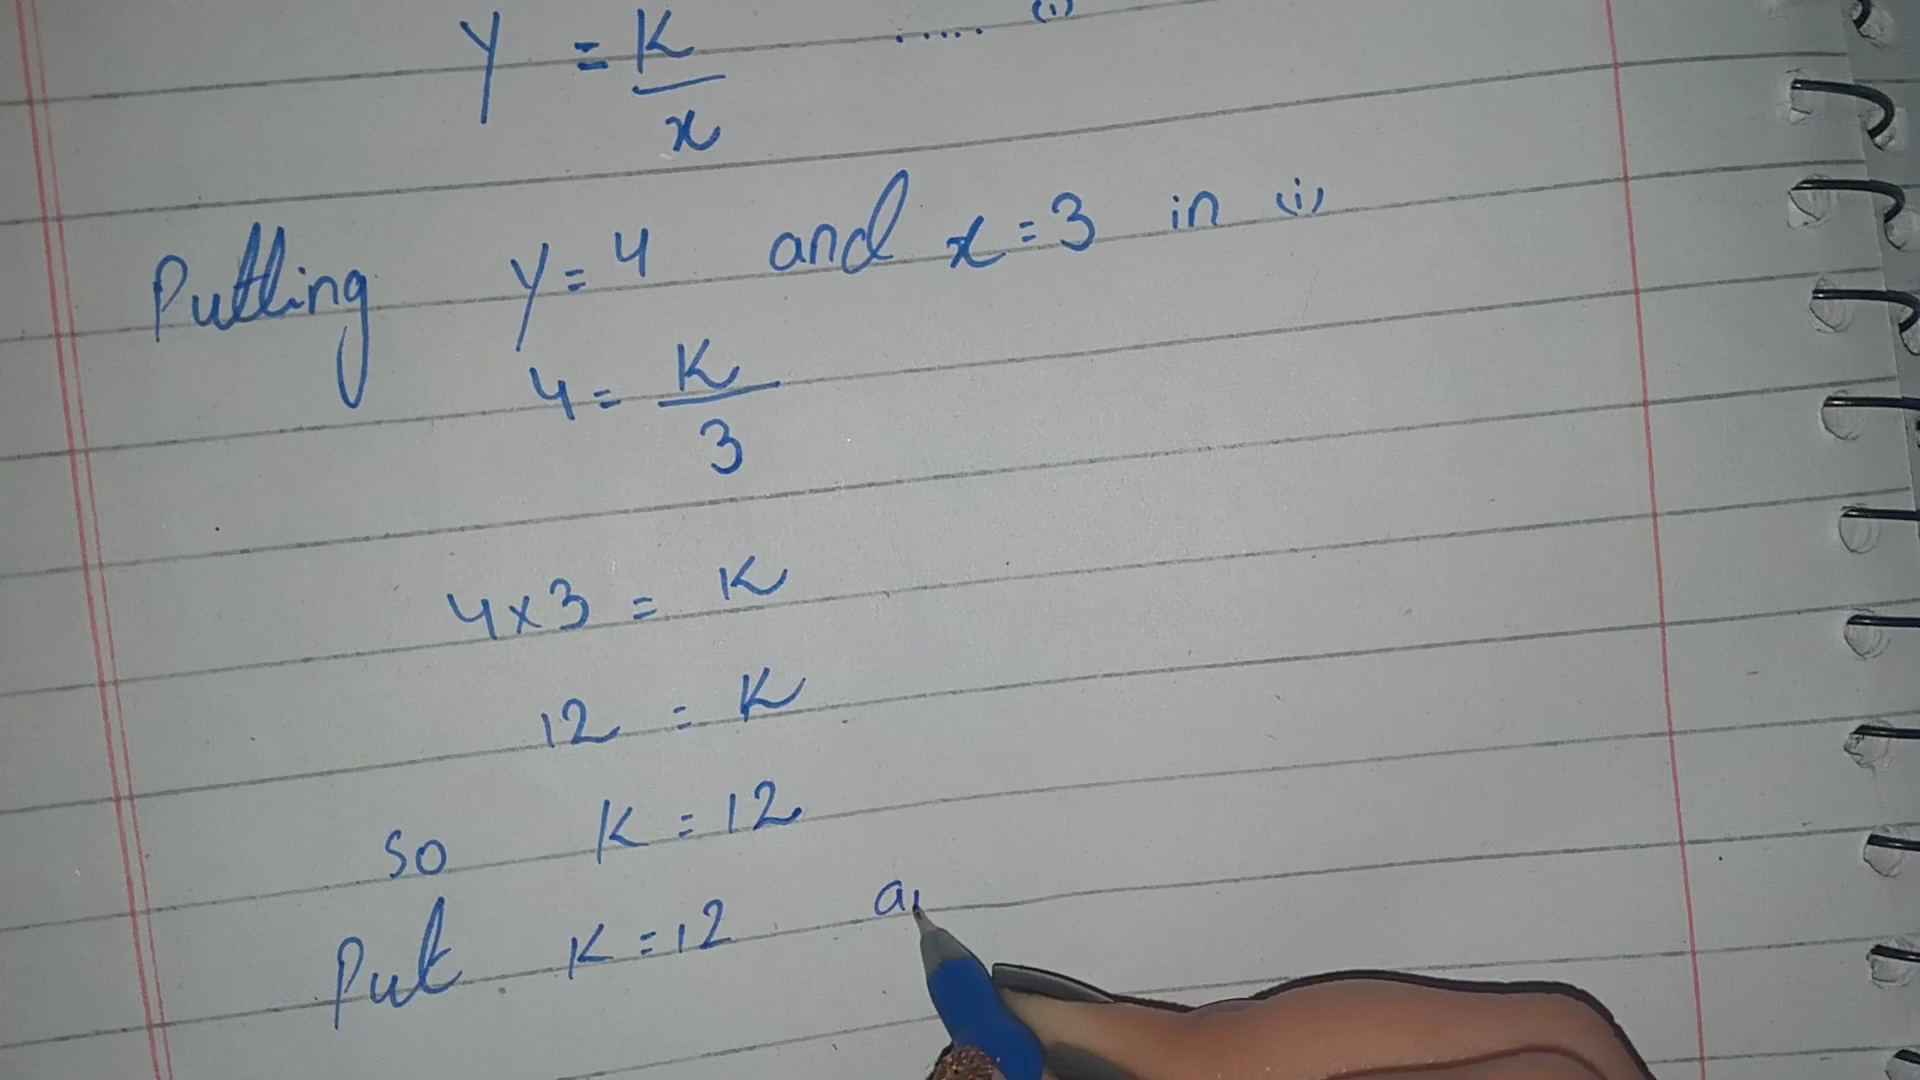 Y = K/x ..... (i)
Putting y = 4 and x = 3 in (i)
4 = K/3
4 x 3 = K
12 = K
so K = 12
Put K = 12